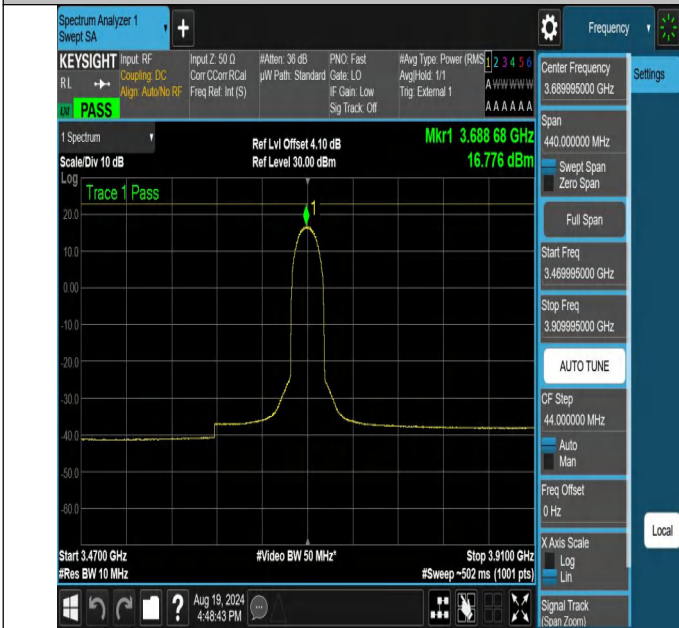 Spectrum Analyzer 1
Swept SA
+
Frequency
KEYSIGHT
RL
PASS
Input: RF
Coupling: DC
Align: Auto/No RF
Input Z: 50 Ω
Corr CCorr RCal
Freq Ref: Int (S)
#Atten: 36 dB
µW Path: Standard
PNO: Fast
Gate: LO
IF Gain: Low
Sig Track: Off
#Avg Type: Power (RMS
Avg|Hold: 1/1
Trig: External 1
1 2 3 4 5 6
A W W W W W
A A A A A A
1 Spectrum
Scale/Div 10 dB
Ref Lvl Offset 4.10 dB
Ref Level 30.00 dBm
Mkr1 3.688 68 GHz
16.776 dBm
Log
Trace 1 Pass
1
20.0
10.0
0.00
-10.0
-20.0
-30.0
-40.0
-50.0
-60.0
Start 3.4700 GHz
#Video BW 50 MHz*
Stop 3.9100 GHz
#Res BW 10 MHz
#Sweep ~502 ms (1001 pts)
Aug 19, 2024
4:48:43 PM
?
Center Frequency
3.689995000 GHz
Settings
Span
440.000000 MHz
Swept Span
Zero Span
Full Span
Start Freq
3.469995000 GHz
Stop Freq
3.909995000 GHz
AUTO TUNE
CF Step
44.000000 MHz
Auto
Man
Freq Offset
0 Hz
Local
X Axis Scale
Log
Lin
Signal Track
(Span Zoom)